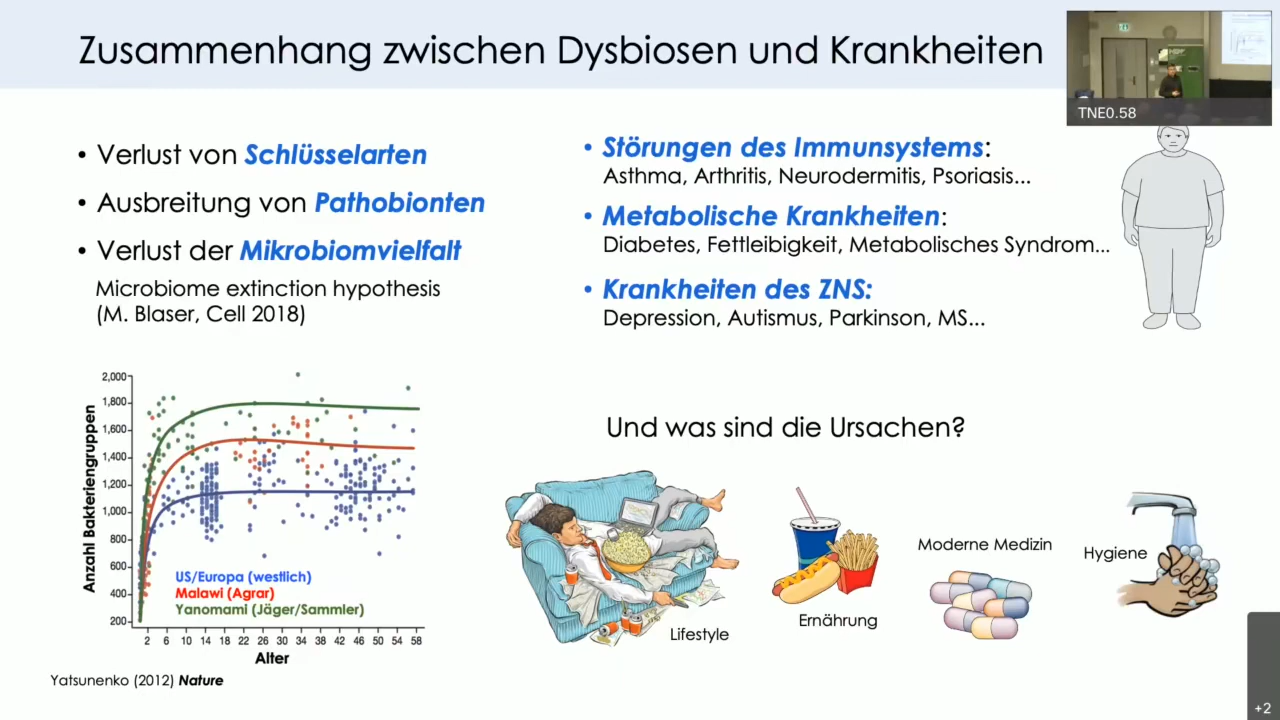 Zusammenhang zwischen Dysbiosen und Krankheiten
TNE0.58
• Verlust von Schlüsselarten
• Ausbreitung von Pathobionten
• Verlust der Mikrobiomvielfalt
Microbiome extinction hypothesis
(M. Blaser, Cell 2018)
• Störungen des Immunsystems:
Asthma, Arthritis, Neurodermitis, Psoriasis...
• Metabolische Krankheiten:
Diabetes, Fettleibigkeit, Metabolisches Syndrom...
• Krankheiten des ZNS:
Depression, Autismus, Parkinson, MS...
Anzahl Bakteriengruppen
2,000
1,800
1,600
1,400
1,200
1,000
800
600
400
200
US/Europa (westlich)
Malawi (Agrar)
Yanomami (Jäger/Sammler)
2 6 10 14 18 22 26 30 34 38 42 46 50 54 58
Alter
Yatsunenko (2012) Nature
Und was sind die Ursachen?
Lifestyle
Ernährung
Moderne Medizin
Hygiene
+2